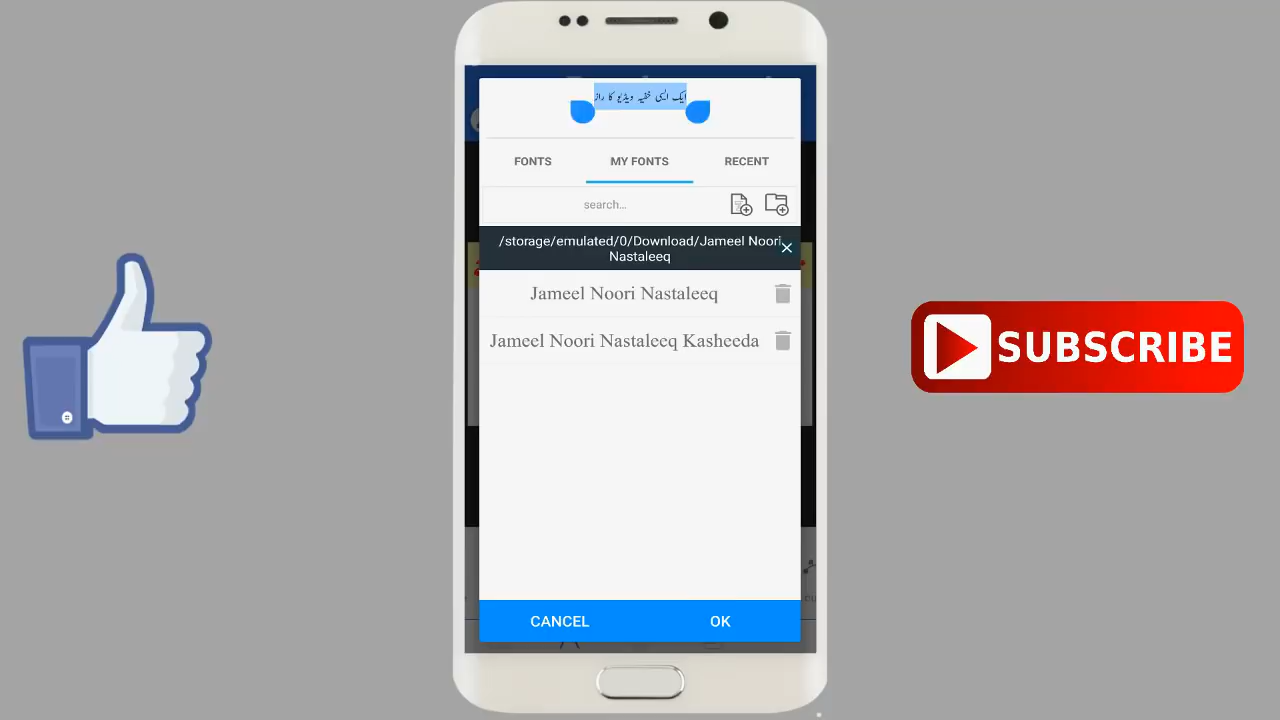 ایک ایسی خفیہ ویڈیو کا راز
FONTS
MY FONTS
RECENT
search...
/storage/emulated/0/Download/Jameel Noori
Nastaleeq
Jameel Noori Nastaleeq
Jameel Noori Nastaleeq Kasheeda
SUBSCRIBE
CANCEL
OK